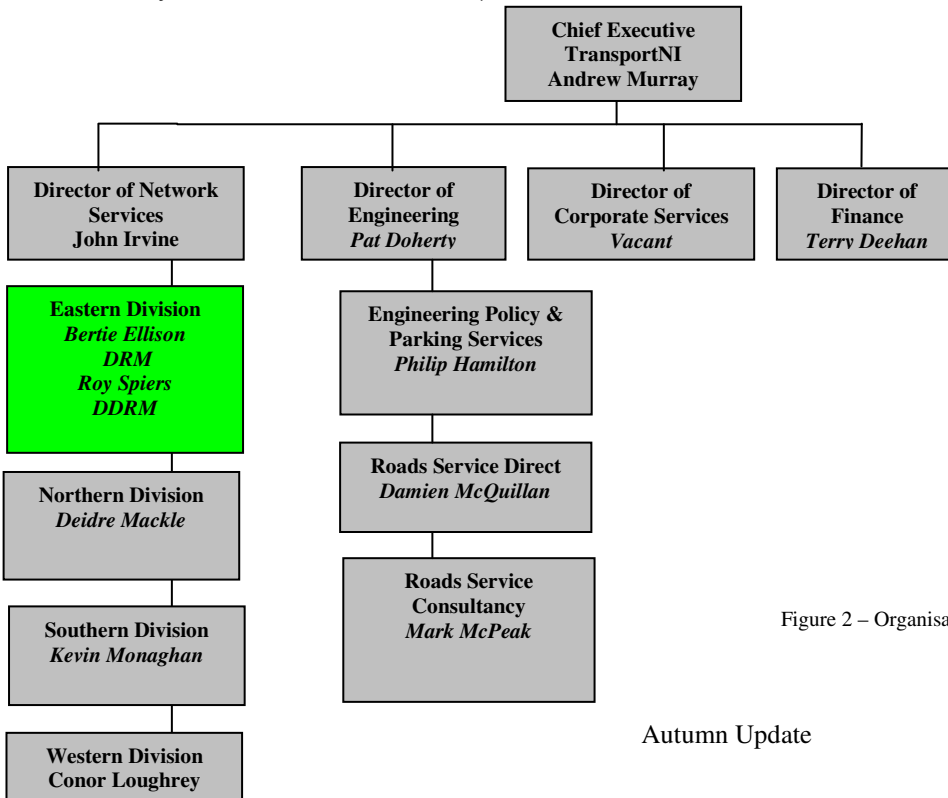 Chief Executive
TransportNI
Andrew Murray
Director of Network
Services
John Irvine
Director of
Engineering
Pat Doherty
Director of
Corporate Services
Vacant
Director of
Finance
Terry Deehan
Eastern Division
Bertie Ellison
DRM
Roy Spiers
DDRM
Engineering Policy &
Parking Services
Philip Hamilton
Northern Division
Deidre Mackle
Roads Service Direct
Damien McQuillan
Southern Division
Kevin Monaghan
Roads Service
Consultancy
Mark McPeak
Figure 2 – Organisa
Western Division
Conor Loughrey
Autumn Update